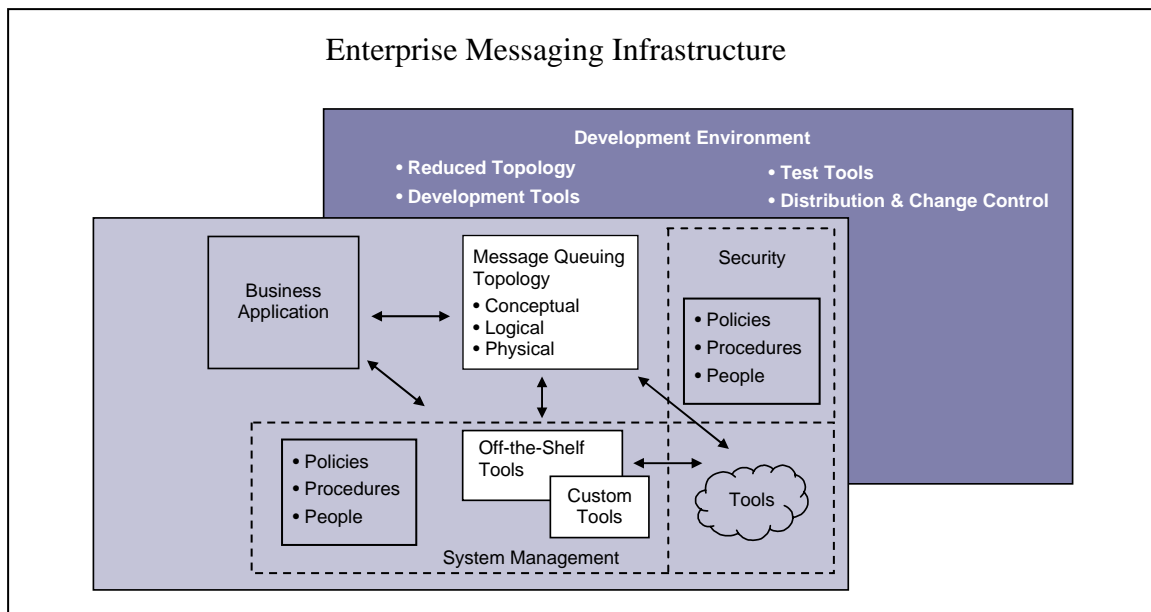 Enterprise Messaging Infrastructure
Development Environment
• Reduced Topology
• Development Tools
• Test Tools
• Distribution & Change Control
Business
Application
Message Queuing
Topology
• Conceptual
• Logical
• Physical
Security
• Policies
• Procedures
• People
• Policies
• Procedures
• People
Off-the-Shelf
Tools
Custom
Tools
Tools
System Management